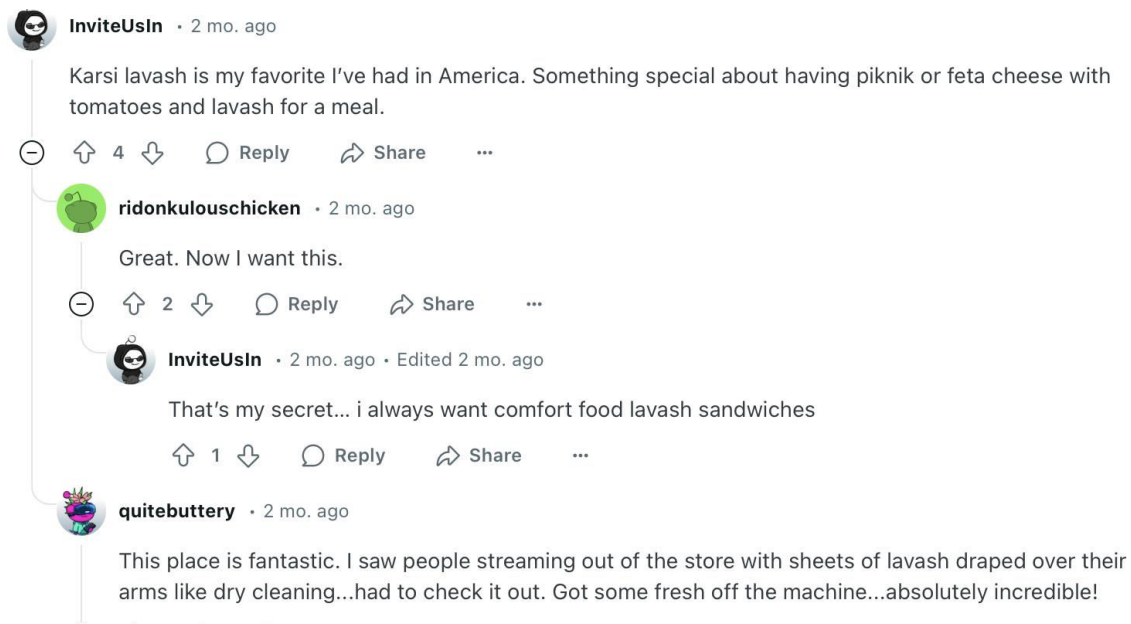 InviteUsIn • 2 mo. ago
Karsi lavash is my favorite I've had in America. Something special about having piknik or feta cheese with
tomatoes and lavash for a meal.
4 Reply Share ...
ridonkulouschicken • 2 mo. ago
Great. Now I want this.
2 Reply Share ...
InviteUsIn • 2 mo. ago • Edited 2 mo. ago
That's my secret... i always want comfort food lavash sandwiches
1 Reply Share ...
quitebuttery • 2 mo. ago
This place is fantastic. I saw people streaming out of the store with sheets of lavash draped over their
arms like dry cleaning...had to check it out. Got some fresh off the machine...absolutely incredible!